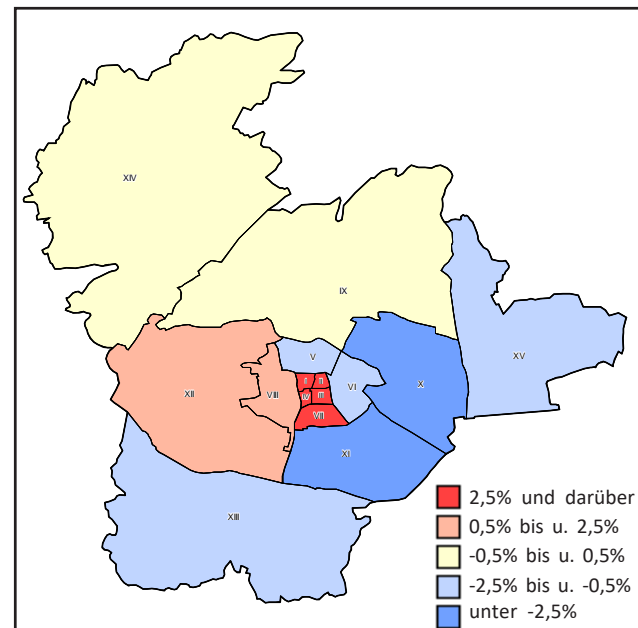 XIV
IX
XV
V
I
II
VI
X
XII
VIII
IV
III
VII
XI
XIII
2,5% und darüber
0,5% bis u. 2,5%
-0,5% bis u. 0,5%
-2,5% bis u. -0,5%
unter -2,5%